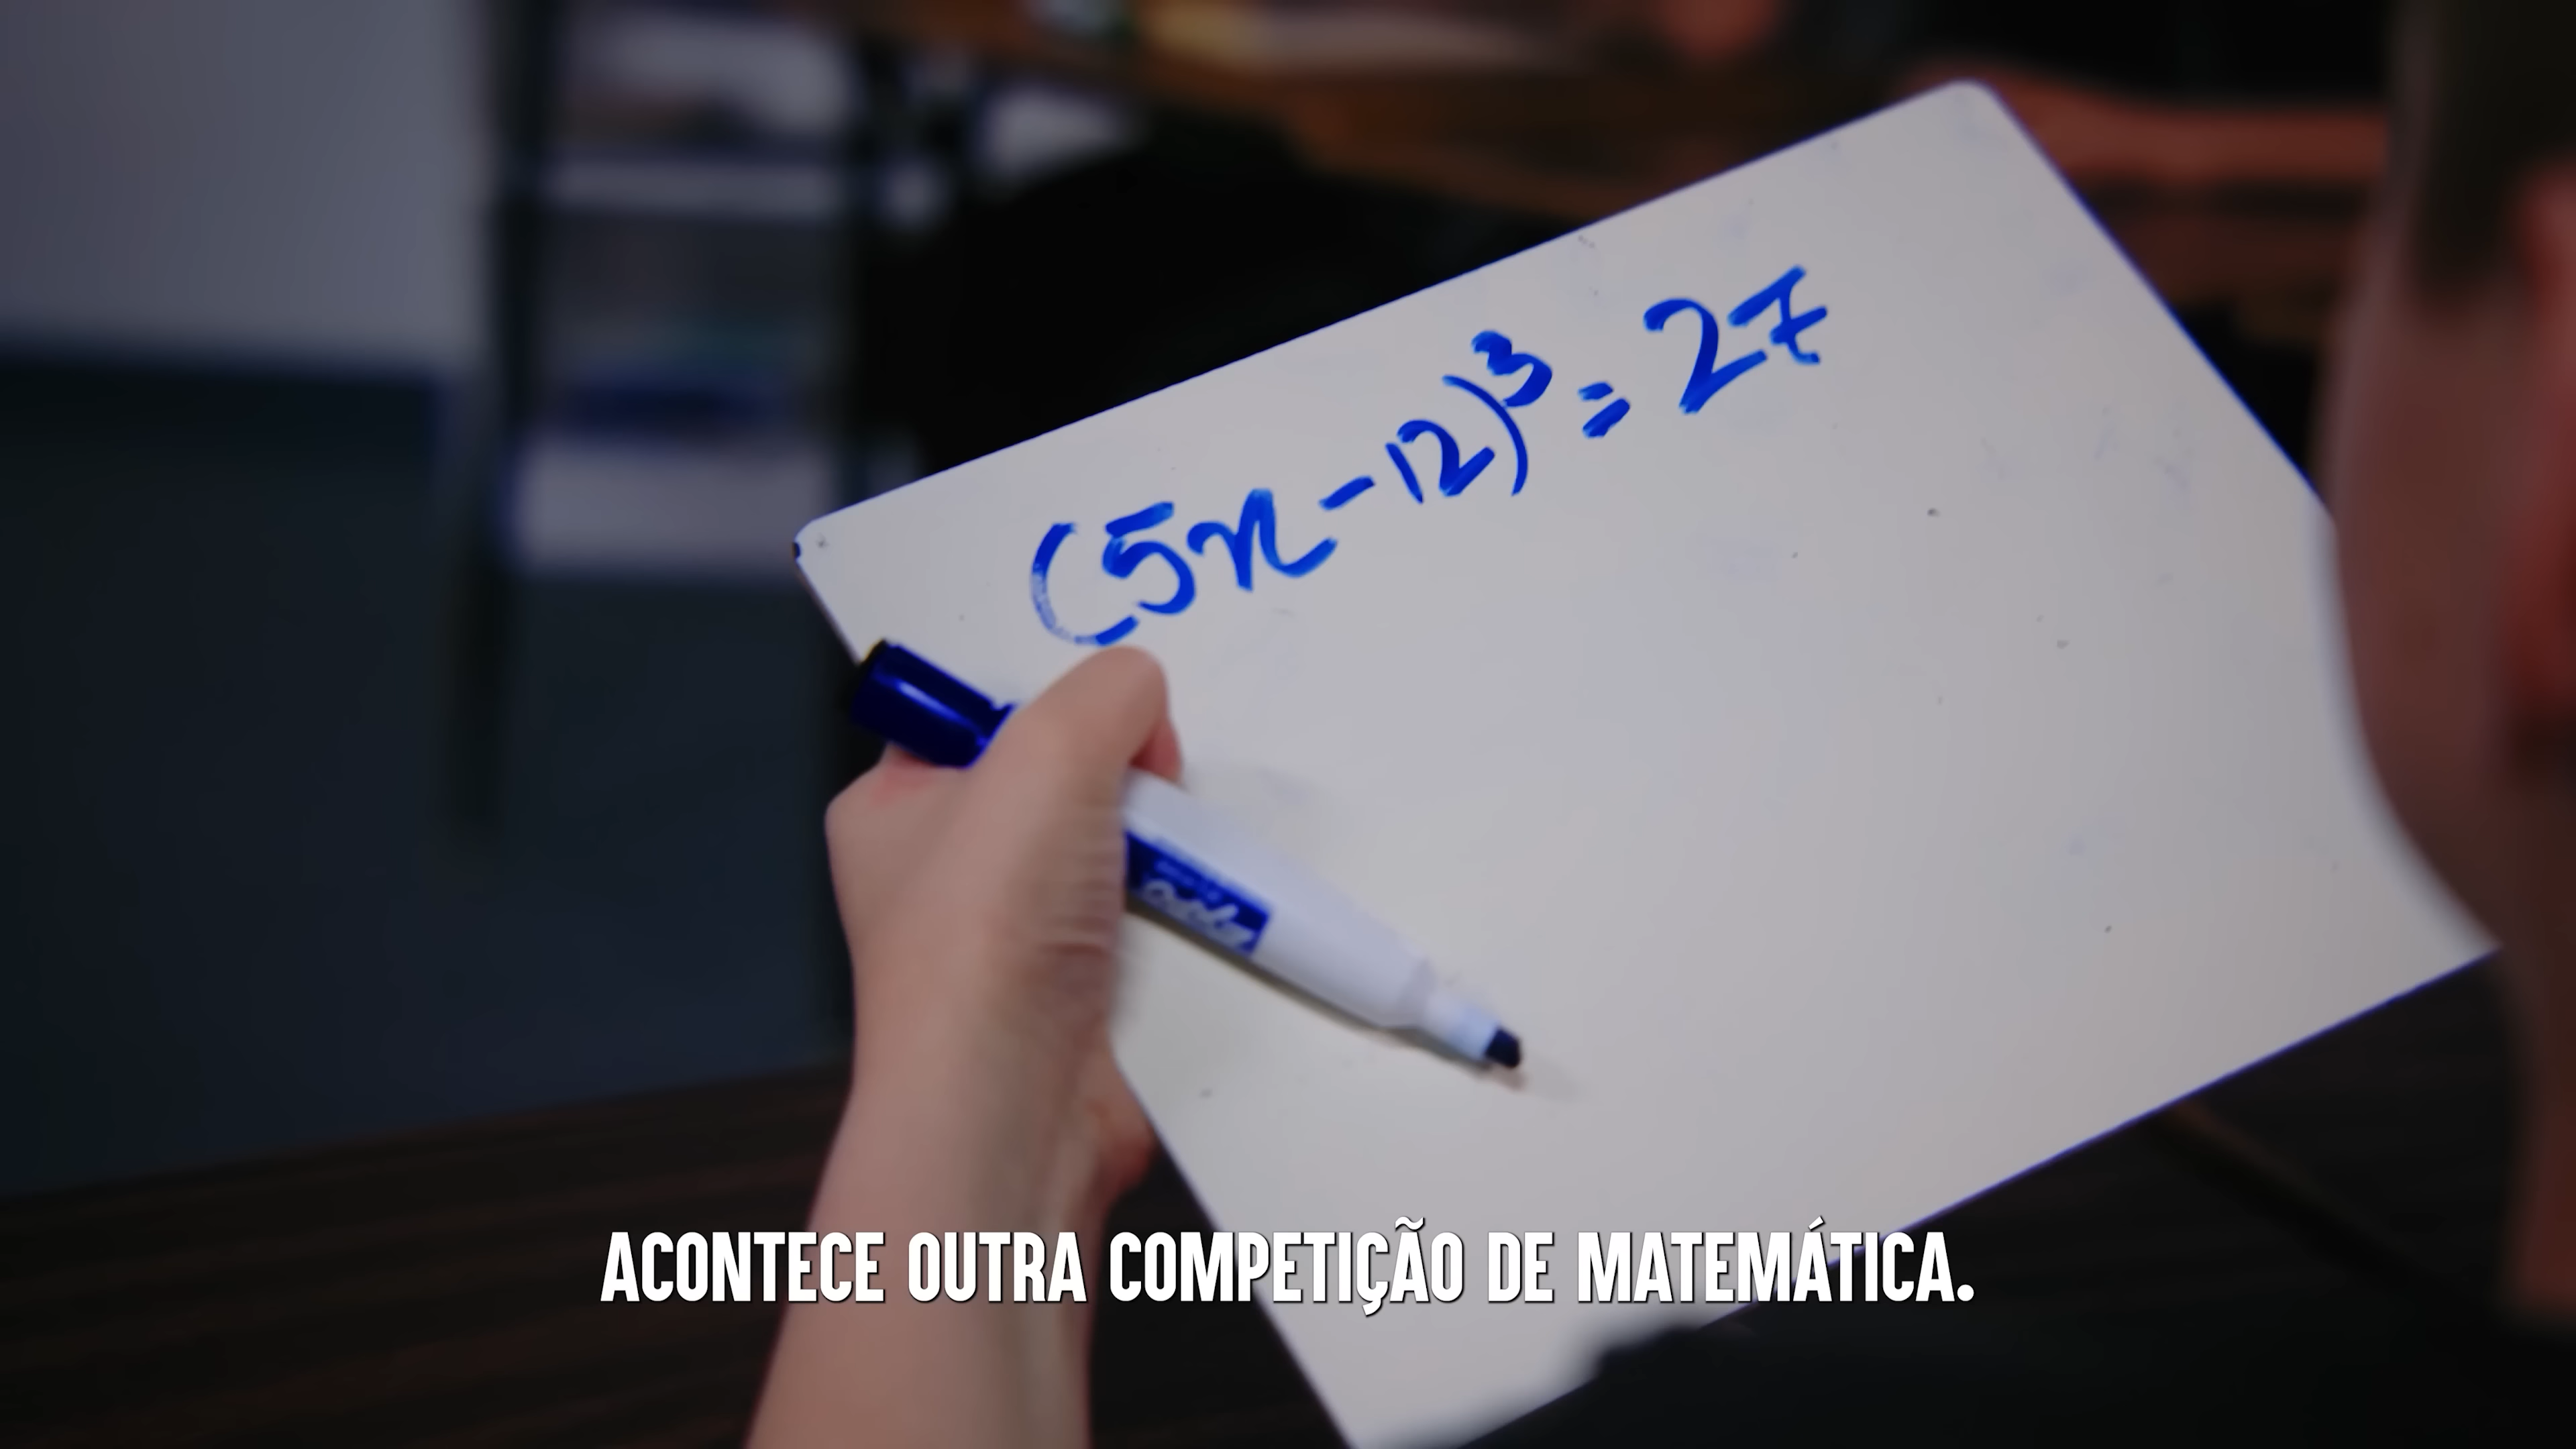 (5x-12)³ = 27
ACONTECE OUTRA COMPETIÇÃO DE MATEMÁTICA.